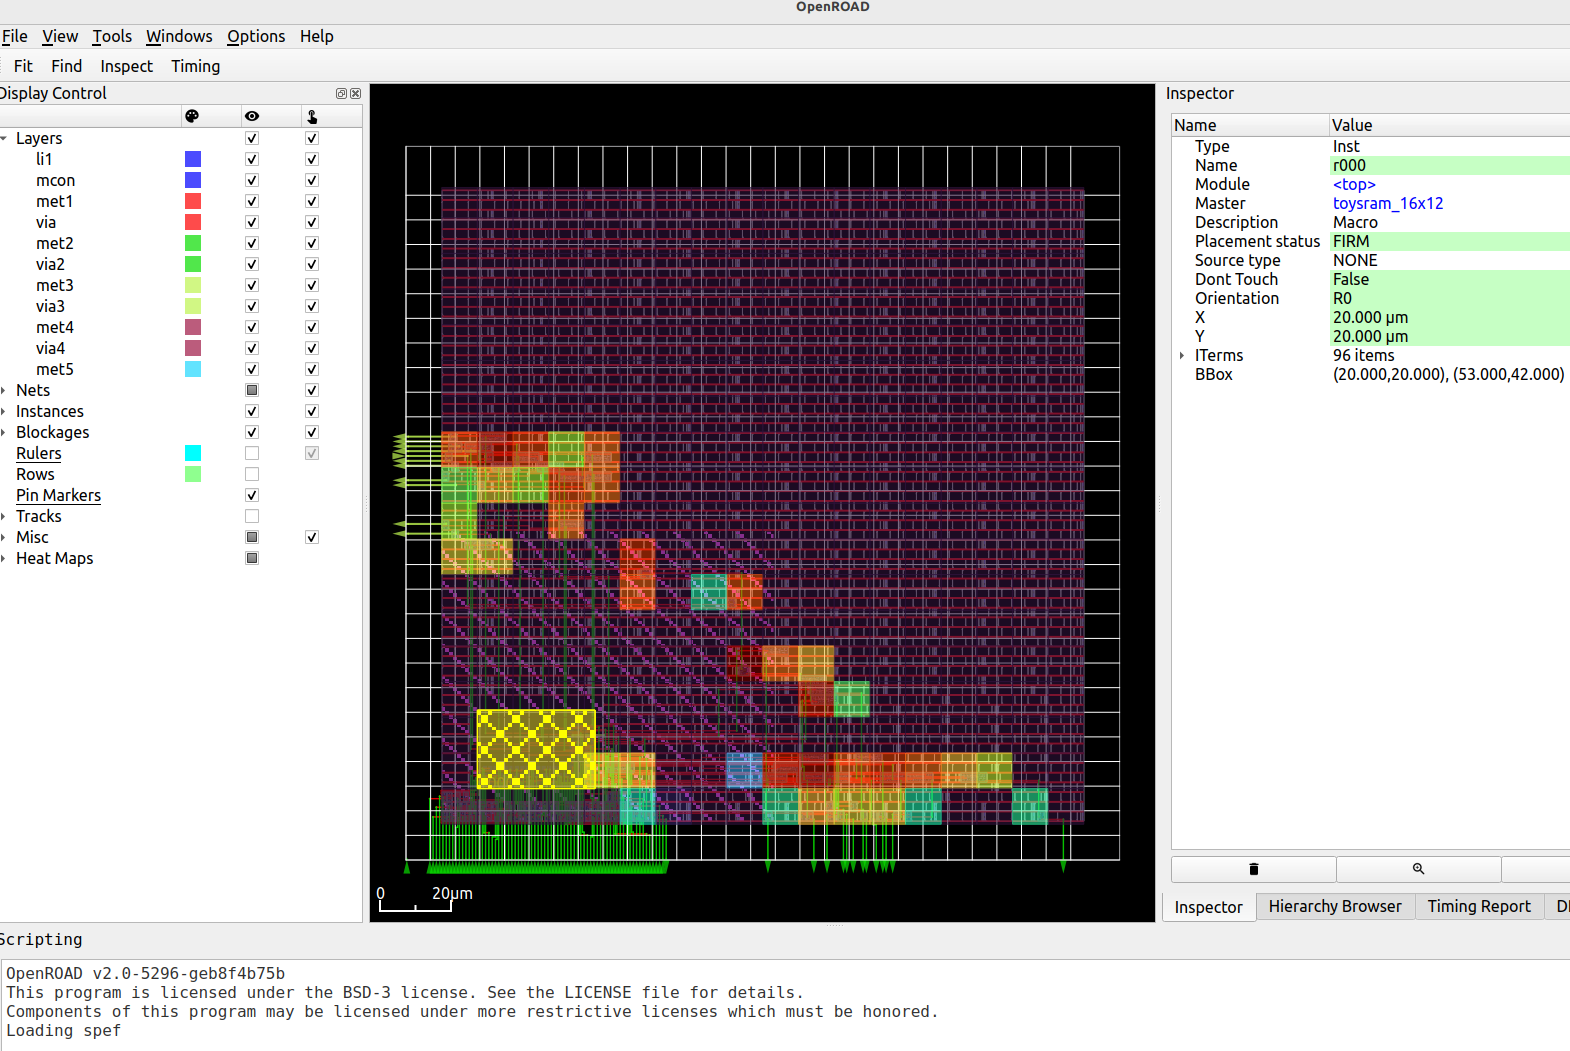 OpenROAD
File View Tools Windows Options Help
Fit Find Inspect Timing
Display Control
Layers
li1
mcon
met1
via
met2
via2
met3
via3
met4
via4
met5
Nets
Instances
Blockages
Rulers
Rows
Pin Markers
Tracks
Misc
Heat Maps
0 20μm
Inspector
Name Value
Type Inst
Name r000
Module <top>
Master toysram_16x12
Description Macro
Placement status FIRM
Source type NONE
Dont Touch False
Orientation R0
X 20.000 μm
Y 20.000 μm
ITerms 96 items
BBox (20.000,20.000), (53.000,42.000)
Inspector Hierarchy Browser Timing Report
Scripting
OpenROAD v2.0-5296-geb8f4b75b
This program is licensed under the BSD-3 license. See the LICENSE file for details.
Components of this program may be licensed under more restrictive licenses which must be honored.
Loading spef